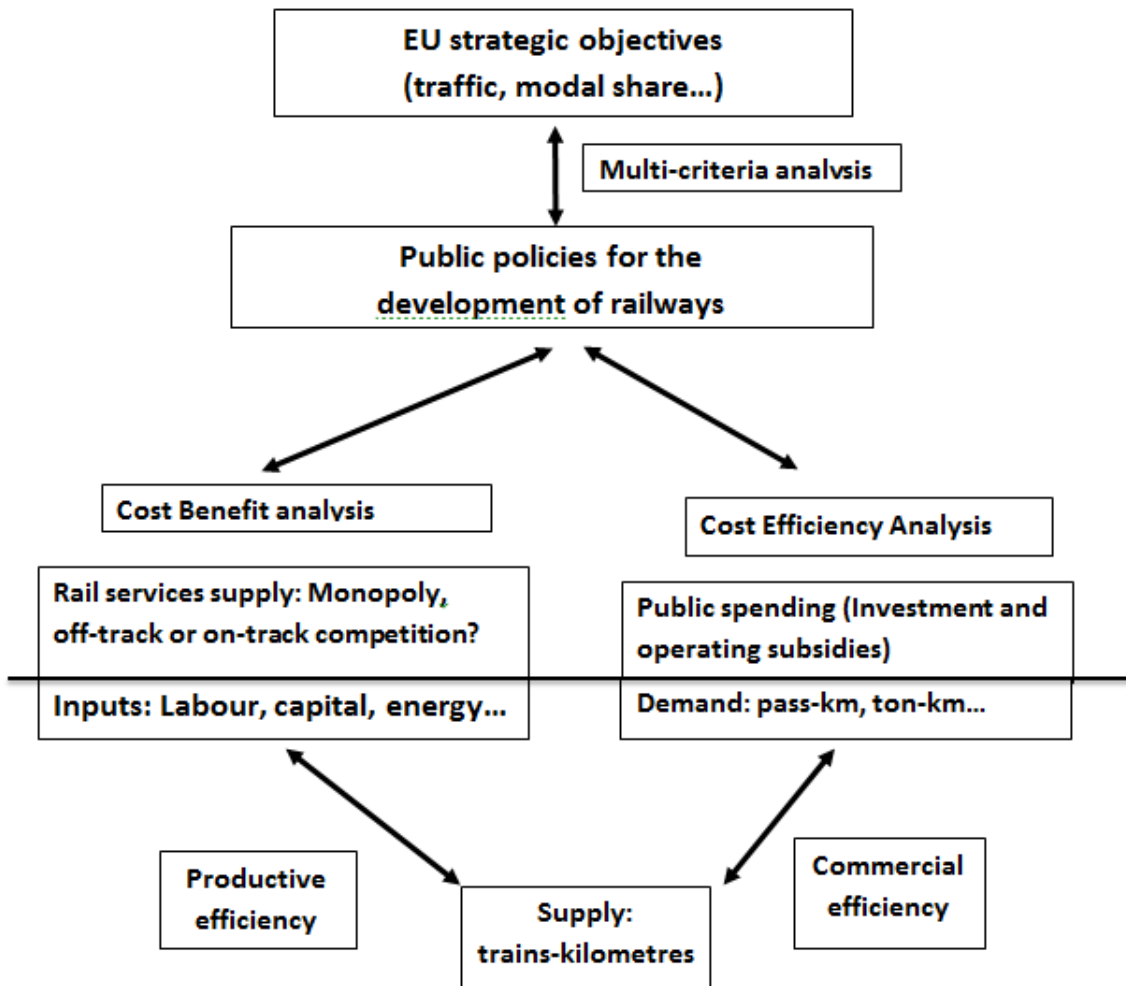 EU strategic objectives
(traffic, modal share...)
Multi-criteria analysis
Public policies for the
development of railways
Cost Benefit analysis
Cost Efficiency Analysis
Rail services supply: Monopoly,
off-track or on-track competition?
Public spending (Investment and
operating subsidies)
Inputs: Labour, capital, energy...
Demand: pass-km, ton-km...
Productive
efficiency
Commercial
efficiency
Supply:
trains-kilometres